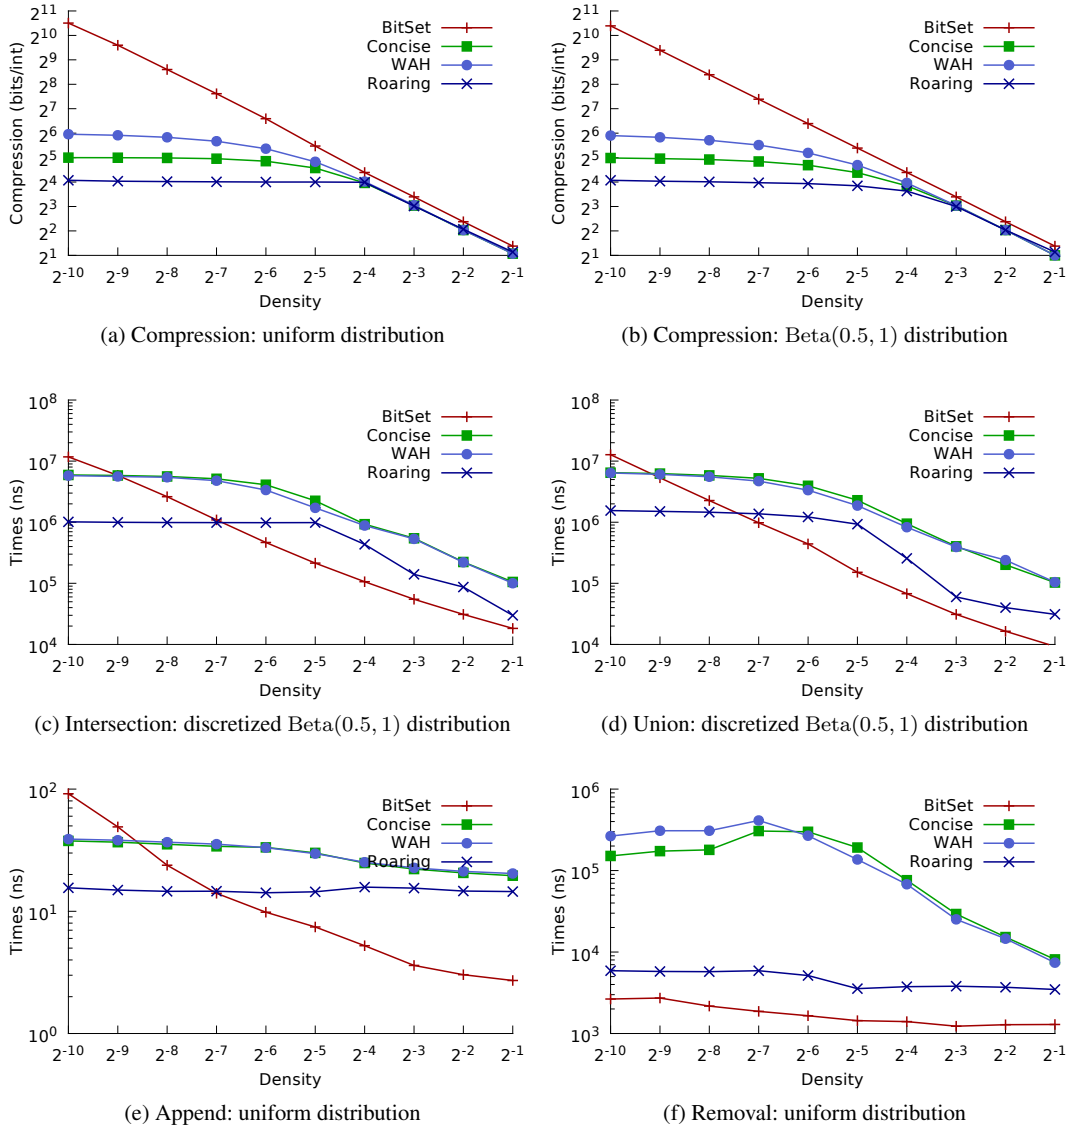 2^11
2^10
2^9
2^8
2^7
2^6
2^5
2^4
2^3
2^2
2^1
Compression (bits/int)
BitSet
Concise
WAH
Roaring
2^-10 2^-9 2^-8 2^-7 2^-6 2^-5 2^-4 2^-3 2^-2 2^-1
Density
(a) Compression: uniform distribution
2^11
2^10
2^9
2^8
2^7
2^6
2^5
2^4
2^3
2^2
2^1
Compression (bits/int)
BitSet
Concise
WAH
Roaring
2^-10 2^-9 2^-8 2^-7 2^-6 2^-5 2^-4 2^-3 2^-2 2^-1
Density
(b) Compression: Beta(0.5, 1) distribution
10^8
10^7
10^6
10^5
10^4
Times (ns)
BitSet
Concise
WAH
Roaring
2^-10 2^-9 2^-8 2^-7 2^-6 2^-5 2^-4 2^-3 2^-2 2^-1
Density
(c) Intersection: discretized Beta(0.5, 1) distribution
10^8
10^7
10^6
10^5
10^4
Times (ns)
BitSet
Concise
WAH
Roaring
2^-10 2^-9 2^-8 2^-7 2^-6 2^-5 2^-4 2^-3 2^-2 2^-1
Density
(d) Union: discretized Beta(0.5, 1) distribution
10^2
10^1
10^0
Times (ns)
BitSet
Concise
WAH
Roaring
2^-10 2^-9 2^-8 2^-7 2^-6 2^-5 2^-4 2^-3 2^-2 2^-1
Density
(e) Append: uniform distribution
10^6
10^5
10^4
10^3
Times (ns)
BitSet
Concise
WAH
Roaring
2^-10 2^-9 2^-8 2^-7 2^-6 2^-5 2^-4 2^-3 2^-2 2^-1
Density
(f) Removal: uniform distribution